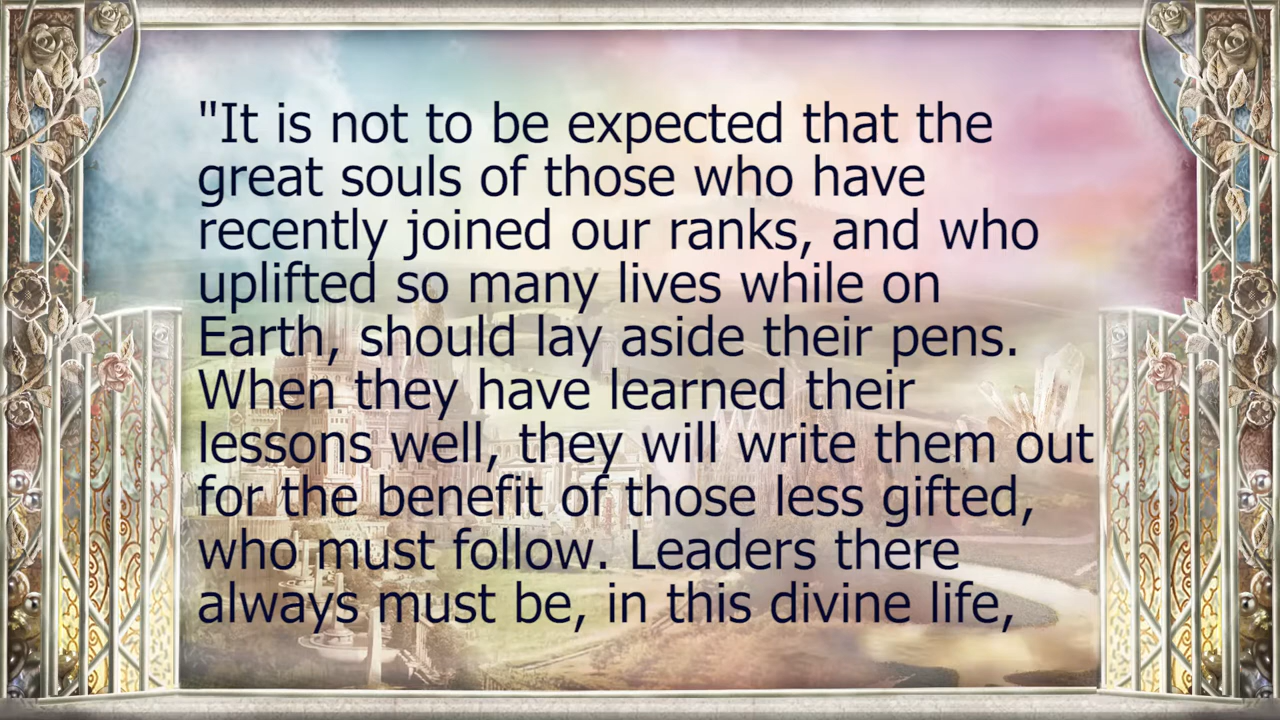 "It is not to be expected that the
great souls of those who have
recently joined our ranks, and who
uplifted so many lives while on
Earth, should lay aside their pens.
When they have learned their
lessons well, they will write them out
for the benefit of those less gifted,
who must follow. Leaders there
always must be, in this divine life,